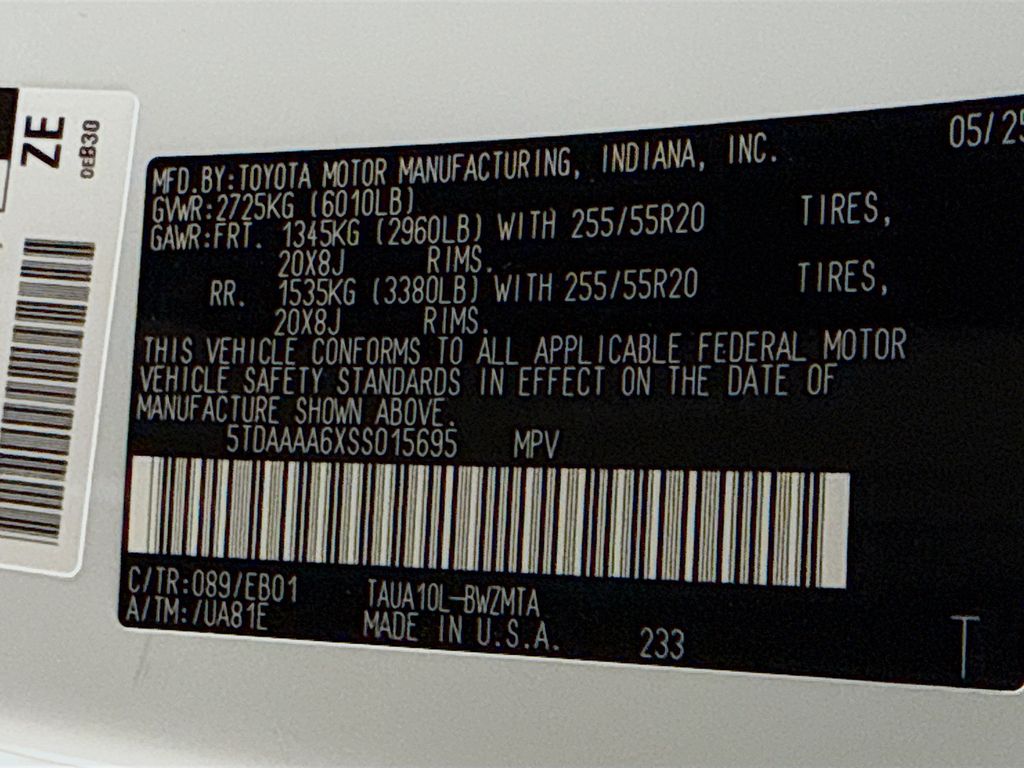 ZE
0EB30
05/25
MFD.BY:TOYOTA MOTOR MANUFACTURING, INDIANA, INC.
GVWR:2725KG (6010LB)
GAWR:FRT. 1345KG (2960LB) WITH 255/55R20 TIRES,
20X8J RIMS.
RR. 1535KG (3380LB) WITH 255/55R20 TIRES,
20X8J RIMS.
THIS VEHICLE CONFORMS TO ALL APPLICABLE FEDERAL MOTOR
VEHICLE SAFETY STANDARDS IN EFFECT ON THE DATE OF
MANUFACTURE SHOWN ABOVE.
5TDAAAA6XSS015695 MPV
C/TR:089/EB01 TAUA10L-BWZMTA
A/TM:/UA81E MADE IN U.S.A. 233 T